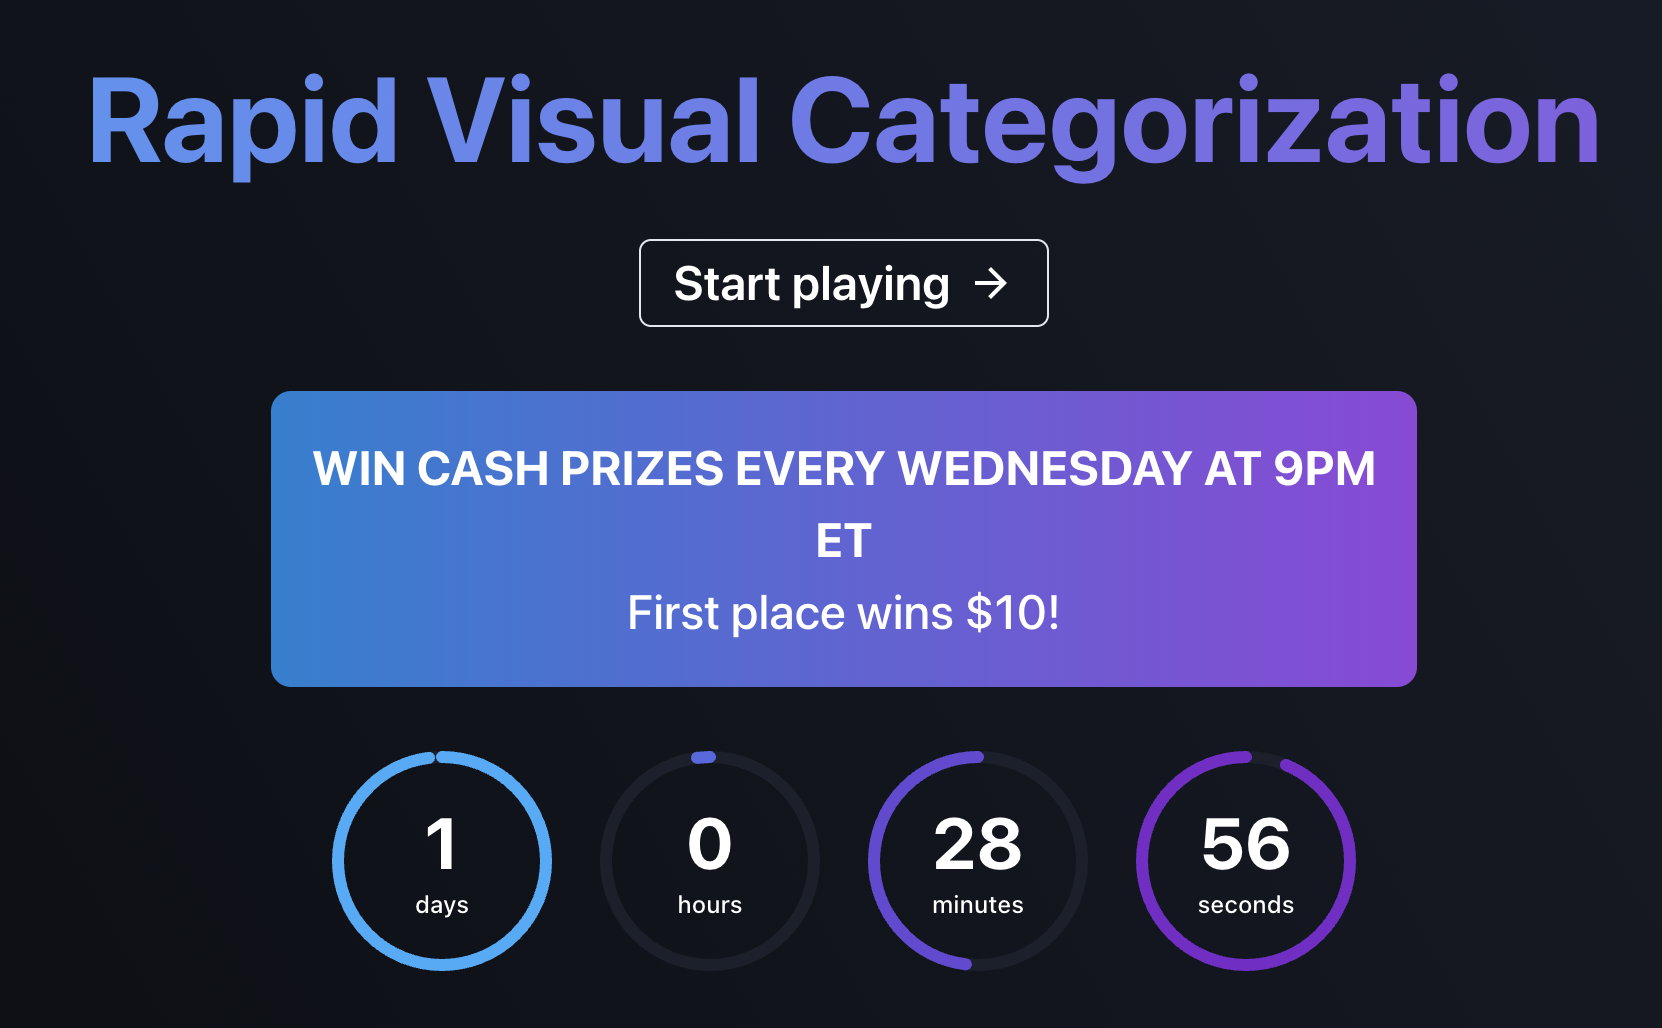 Rapid Visual Categorization
Start playing →
WIN CASH PRIZES EVERY WEDNESDAY AT 9PM
ET
First place wins $10!
1 0 28 56
days hours minutes seconds